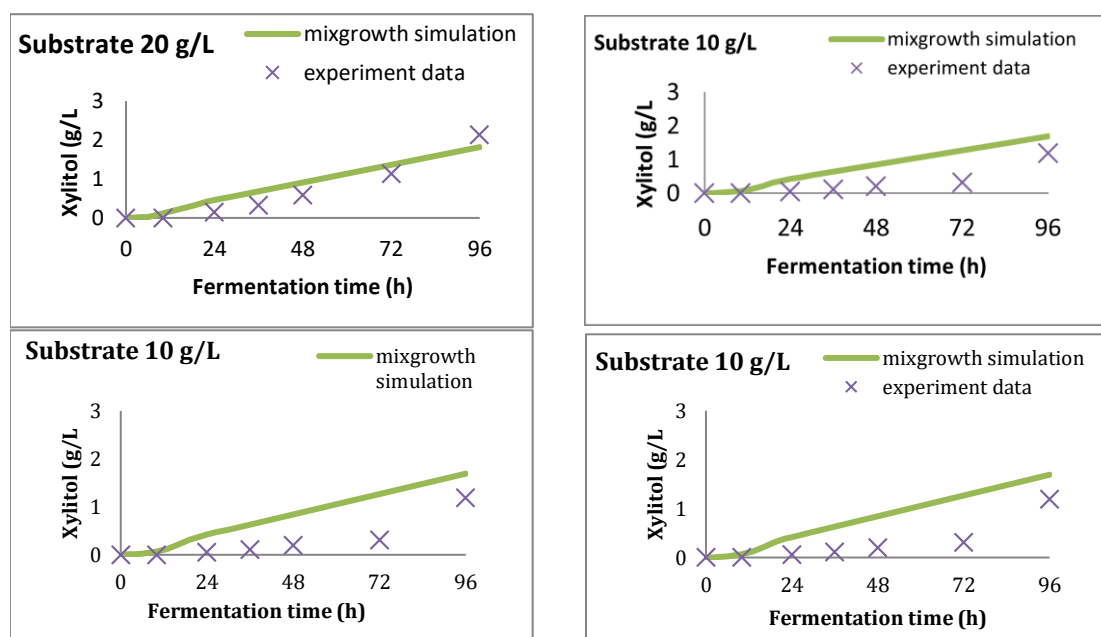 Substrate 20 g/L
mixgrowth simulation
experiment data
Xylitol (g/L
3
2
1
0
0 24 48 72 96
Fermentation time (h)
Substrate 10 g/L
mixgrowth simulation
experiment data
Xylitol (g/L
3
2
1
0
0 24 48 72 96
Fermentation time (h)
Substrate 10 g/L
mixgrowth
simulation
Xylitol (g/L
3
2
1
0
0 24 48 72 96
Fermentation time (h)
Substrate 10 g/L
mixgrowth simulation
experiment data
Xylitol (g/L
3
2
1
0
0 24 48 72 96
Fermentation time (h)